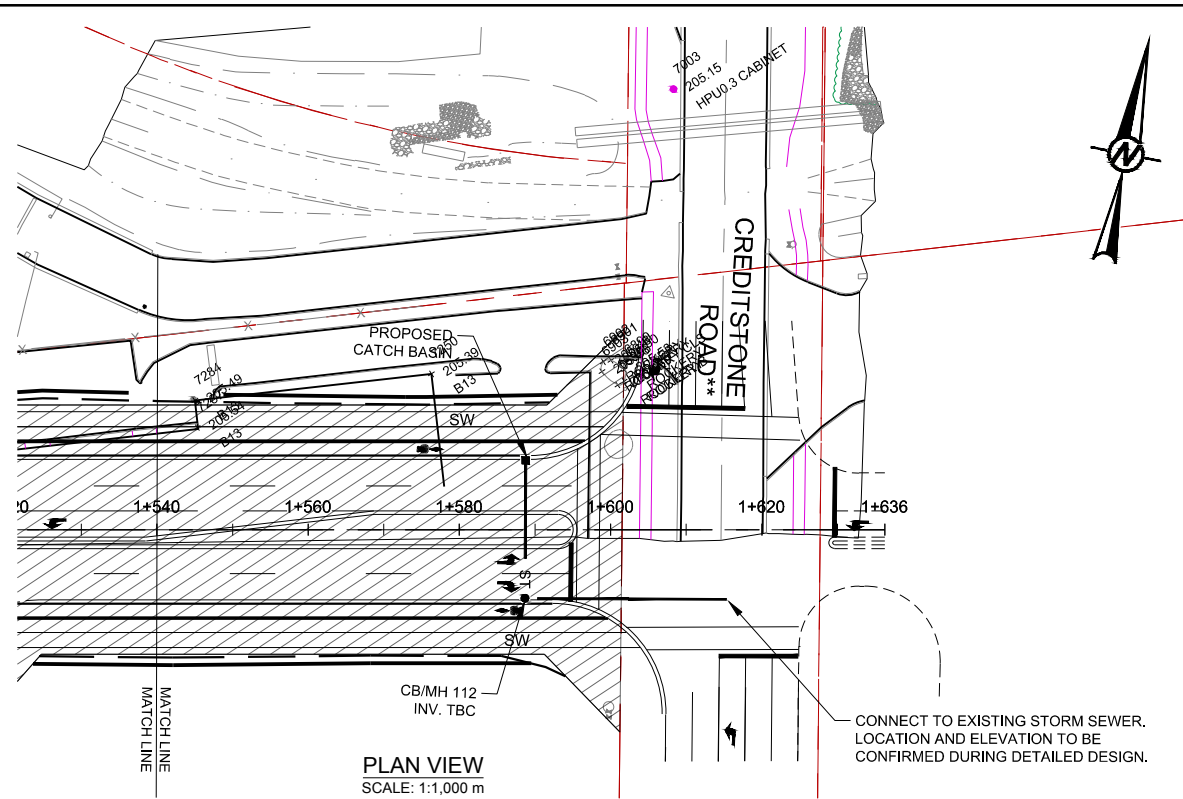 7003
205.15
HPU0.3 CABINET
N
CREDITSTONE
ROAD**
PROPOSED
CATCH BASIN
205.39
B13
7284
B13
SW
20
1+540
1+560
1+580
1+600
1+620
1+636
ST
SW
CB/MH 112
INV. TBC
MATCH LINE
MATCH LINE
CONNECT TO EXISTING STORM SEWER.
LOCATION AND ELEVATION TO BE
CONFIRMED DURING DETAILED DESIGN.
PLAN VIEW
SCALE: 1:1,000 m